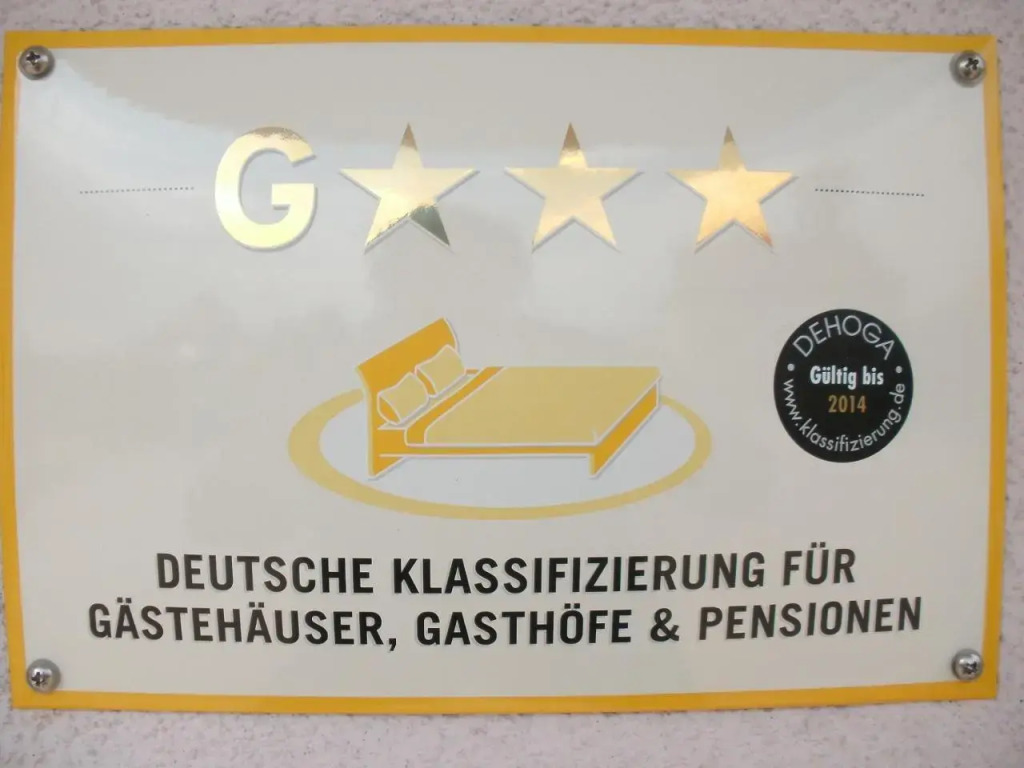 G★★★
DEHOGA
Gültig bis
2014
www.klassifizierung.de
DEUTSCHE KLASSIFIZIERUNG FÜR
GÄSTEHÄUSER, GASTHÖFE & PENSIONEN